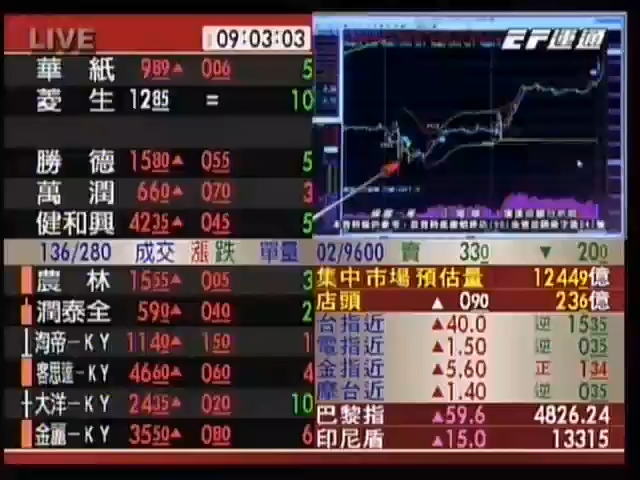 LIVE 09:03:03
華紙 989▲ 006 5
菱生 1285 = 10
勝德 1580▲ 055 5
萬潤 660▲ 070 3
健和興 4235▲ 045 5
136/280 成交 漲跌 單量
農林 1555▲ 005 3
潤泰全 590▲ 040 2
淘帝-KY 1140▲ 150 1
客思達-KY 4660▲ 060 4
大洋-KY 2435▲ 020 10
金麗-KY 3550▲ 080 6
02/9600 賣 330 ▼ 200
集中市場預估量 12449億
店頭 ▲ 090 236億
台指近 ▲40.0 逆 1535
電指近 ▲1.50 逆 035
金指近 ▲5.60 正 134
摩台近 ▲1.40 逆 035
巴黎指 ▲59.6 4826.24
印尼盾 ▲15.0 13315